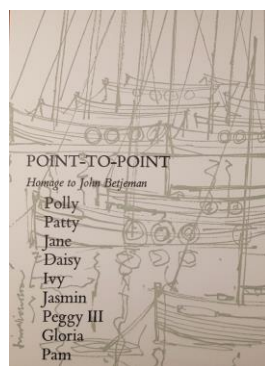 POINT-TO-POINT
Homage to John Betjeman
Polly
Patty
Jane
Daisy
Ivy
Jasmin
Peggy III
Gloria
Pam